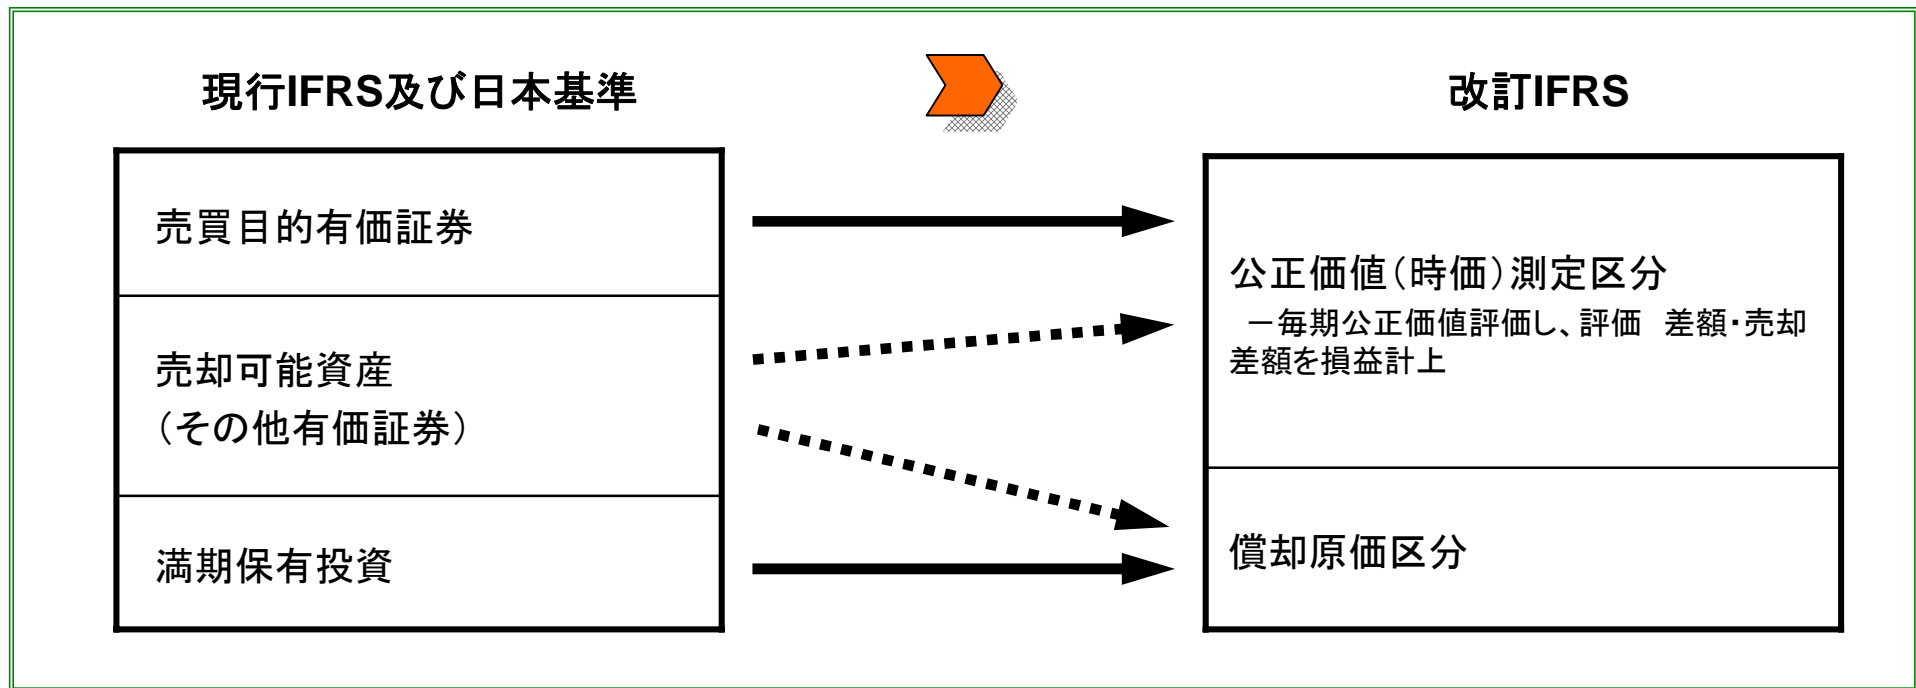 現行IFRS及び日本基準
改訂IFRS
売買目的有価証券
売却可能資産
（その他有価証券）
満期保有投資
公正価値（時価）測定区分
－毎期公正価値評価し、評価　差額・売却
差額を損益計上
償却原価区分